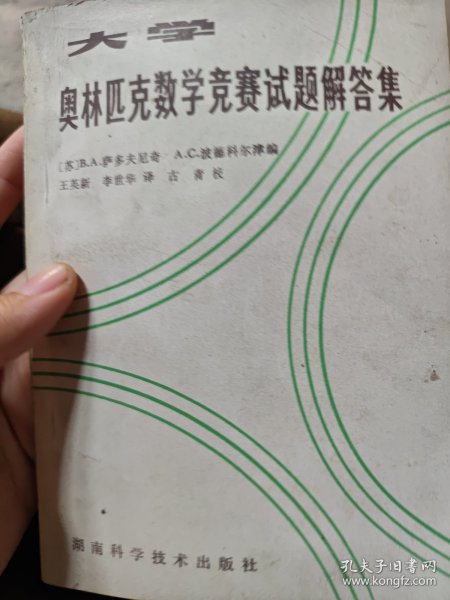 大学
奥林匹克数学竞赛试题解答集
〔苏〕B.A.萨多夫尼奇 A.C.波德科尔津编
王英新 李世华 译 古青 校
湖南科学技术出版社
孔夫子旧书网
www.kongfz.com